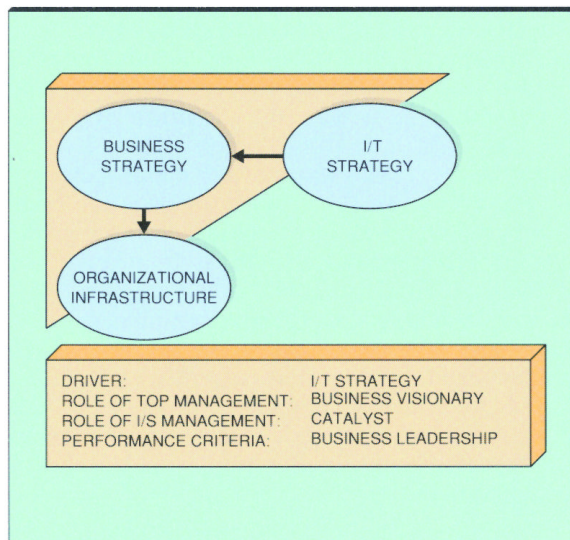 BUSINESS
STRATEGY
I/T
STRATEGY
ORGANIZATIONAL
INFRASTRUCTURE
DRIVER: I/T STRATEGY
ROLE OF TOP MANAGEMENT: BUSINESS VISIONARY
ROLE OF I/S MANAGEMENT: CATALYST
PERFORMANCE CRITERIA: BUSINESS LEADERSHIP